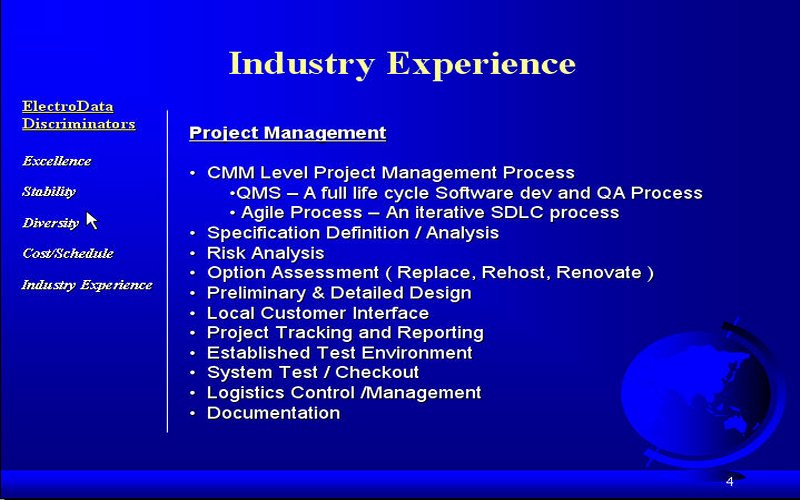 Industry Experience
ElectroData
Discriminators
Excellence
Stability
Diversity
Cost/Schedule
Industry Experience
Project Management
• CMM Level Project Management Process
•QMS – A full life cycle Software dev and QA Process
• Agile Process – An iterative SDLC process
• Specification Definition / Analysis
• Risk Analysis
• Option Assessment ( Replace, Rehost, Renovate )
• Preliminary & Detailed Design
• Local Customer Interface
• Project Tracking and Reporting
• Established Test Environment
• System Test / Checkout
• Logistics Control /Management
• Documentation
4